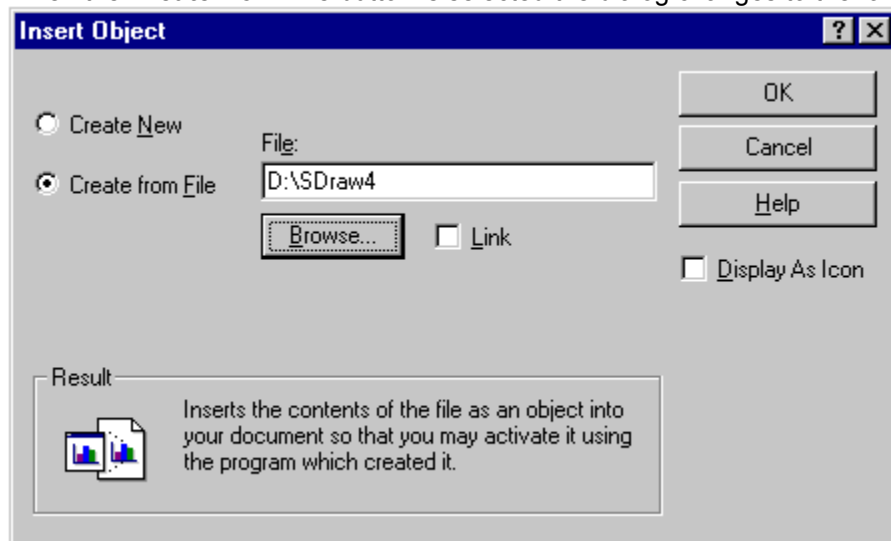 Insert Object
Create New
Create from File
File:
D:\SDraw4
Browse...
Link
OK
Cancel
Help
Display As Icon
Result
Inserts the contents of the file as an object into
your document so that you may activate it using
the program which created it.